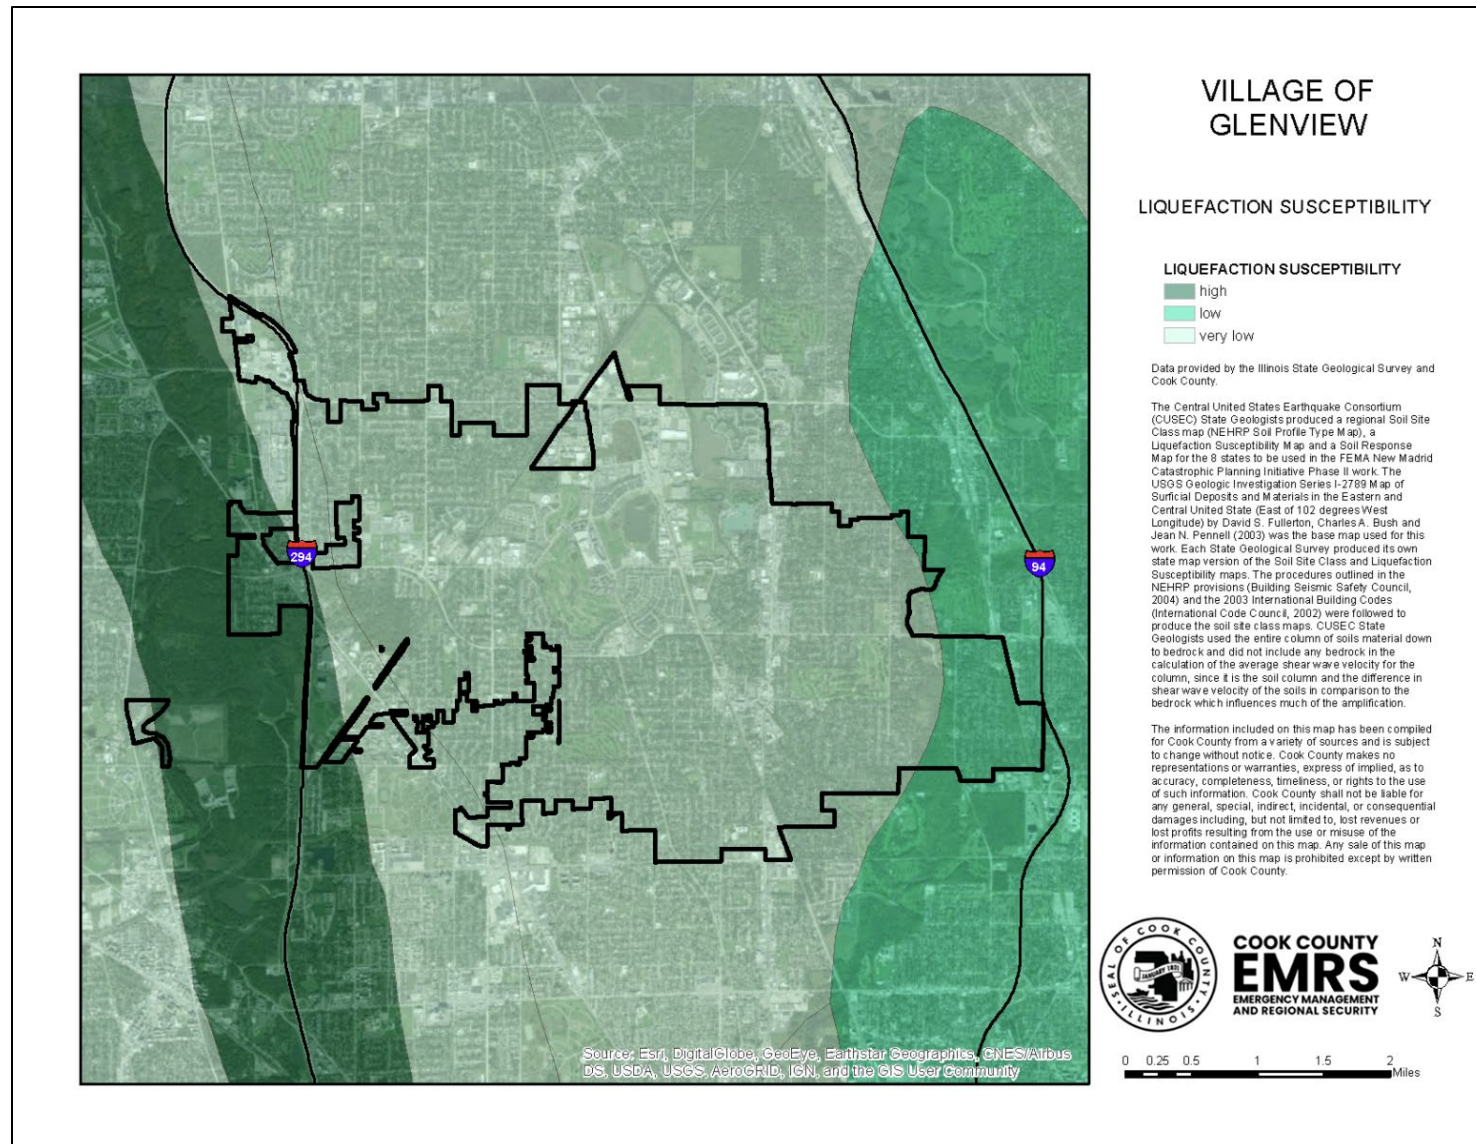 VILLAGE OF
GLENVIEW
LIQUEFACTION SUSCEPTIBILITY
LIQUEFACTION SUSCEPTIBILITY
high
low
very low
Data provided by the Illinois State Geological Survey and
Cook County.
The Central United States Earthquake Consortium
(CUSEC) State Geologists produced a regional Soil Site
Class map (NEHRP Soil Profile Type Map), a
Liquefaction Susceptibility Map and a Soil Response
Map for the 8 states to be used in the FEMA New Madrid
Catastrophic Planning Initiative Phase II work. The
USGS Geologic Investigation Series I-2789 Map of
Surficial Deposits and Materials in the Eastern and
Central United State (East of 102 degrees West
Longitude) by David S. Fullerton, Charles A. Bush and
Jean N. Pennell (2003) was the base map used for this
work. Each State Geological Survey produced its own
state map version of the Soil Site Class and Liquefaction
Susceptibility maps. The procedures outlined in the
NEHRP provisions (Building Seismic Safety Council,
2004) and the 2003 International Building Codes
(International Code Council, 2002) were followed to
produce the soil site class maps. CUSEC State
Geologists used the entire column of soils material down
to bedrock and did not include any bedrock in the
calculation of the average shear wave velocity for the
column, since it is the soil column and the difference in
shear wave velocity of the soils in comparison to the
bedrock which influences much of the amplification.
The information included on this map has been compiled
for Cook County from a variety of sources and is subject
to change without notice. Cook County makes no
representations or warranties, express of implied, as to
accuracy, completeness, timeliness, or rights to the use
of such information. Cook County shall not be liable for
any general, special, indirect, incidental, or consequential
damages including, but not limited to, lost revenues or
lost profits resulting from the use or misuse of the
information contained on this map. Any sale of this map
or information on this map is prohibited except by written
permission of Cook County.
294
94
Source: Esri, DigitalGlobe, GeoEye, Earthstar Geographics, CNES/Airbus
DS, USDA, USGS, AeroGRID, IGN, and the GIS User Community
SEAL OF COOK COUNTY
JANUARY 1831
ILLINOIS
COOK COUNTY
EMRS
EMERGENCY MANAGEMENT
AND REGIONAL SECURITY
N
W E
S
0 0.25 0.5 1 1.5 2
Miles